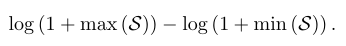 log (1 + max (𝒮)) − log (1 + min (𝒮)) .